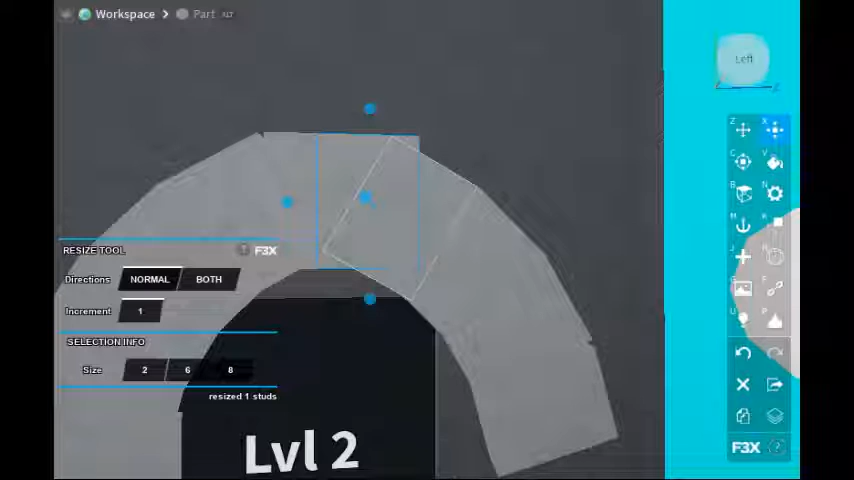 Workspace > Part ALT
Left
Z X
C V
B N
M K
J
G F
U P
RESIZE TOOL ? F3X
Directions NORMAL BOTH
Increment 1
SELECTION INFO
Size 2 6 8
resized 1 studs
F3X ?
Lvl 2